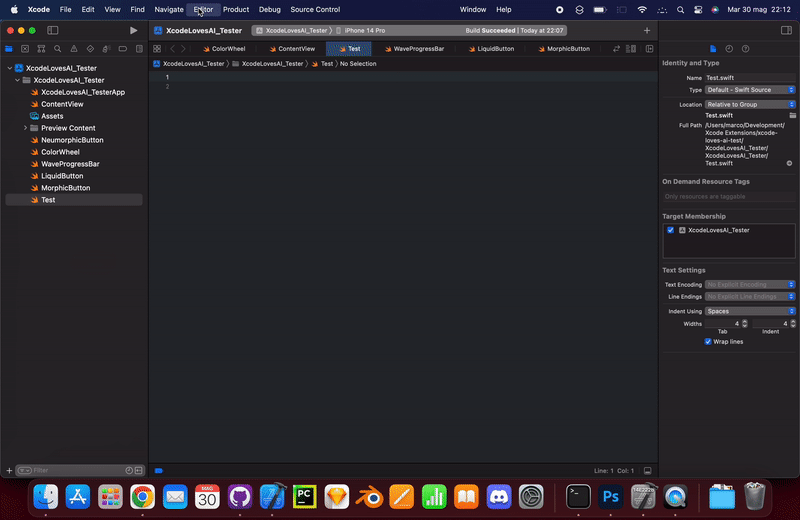 Xcode File Edit View Find Navigate Editor Product Debug Source Control Window Help Mar 30 mag 22:12
XcodeLovesAI_Tester XcodeLovesAI_Tester 〉 iPhone 14 Pro Build Succeeded | Today at 22:07
ColorWheel ContentView Test WaveProgressBar LiquidButton MorphicButton
XcodeLovesAI_Tester 〉 XcodeLovesAI_Tester 〉 Test 〉 No Selection
XcodeLovesAI_Tester
XcodeLovesAI_Tester
XcodeLovesAI_TesterApp
ContentView
Assets
Preview Content
NeumorphicButton
ColorWheel
WaveProgressBar
LiquidButton
MorphicButton
Test
Filter
1
2
Line: 1 Col: 1
Identity and Type
Name Test.swift
Type Default - Swift Source
Location Relative to Group
Test.swift
Full Path /Users/marco/Development/
Xcode Extensions/xcode-
loves-ai-test/
XcodeLovesAI_Tester/
XcodeLovesAI_Tester/
Test.swift
On Demand Resource Tags
Only resources are taggable
Target Membership
XcodeLovesAI_Tester
Text Settings
Text Encoding No Explicit Encoding
Line Endings No Explicit Line Endings
Indent Using Spaces
Widths 4 4
Tab Indent
Wrap lines
MAG
30
PC
Ps